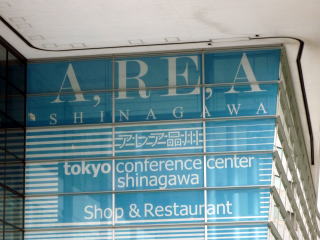 A,RE,A
SHINAGAWA
アレア品川
tokyo conference center
shinagawa
Shop & Restaurant